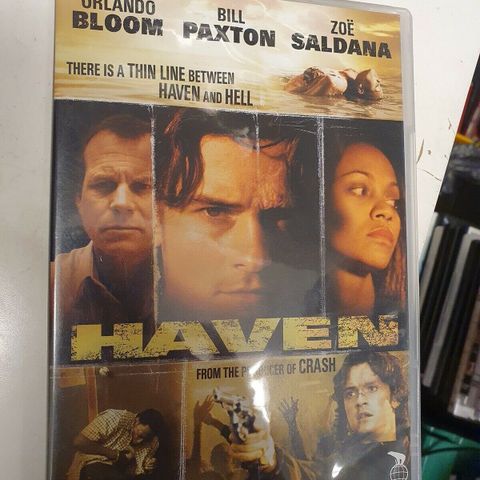 ORLANDO
BLOOM
BILL
PAXTON
ZOË
SALDANA
THERE IS A THIN LINE BETWEEN
HAVEN AND HELL
HAVEN
FROM THE PRODUCER OF CRASH